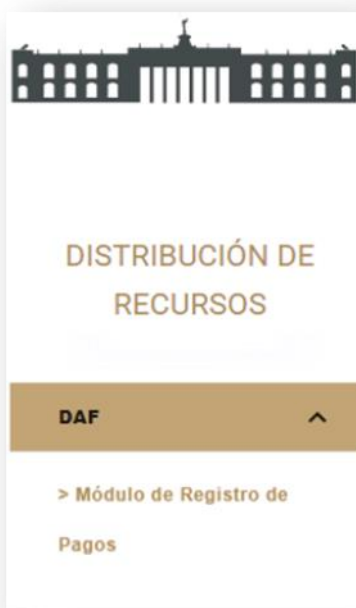 DISTRIBUCIÓN DE
RECURSOS
DAF
> Módulo de Registro de
Pagos